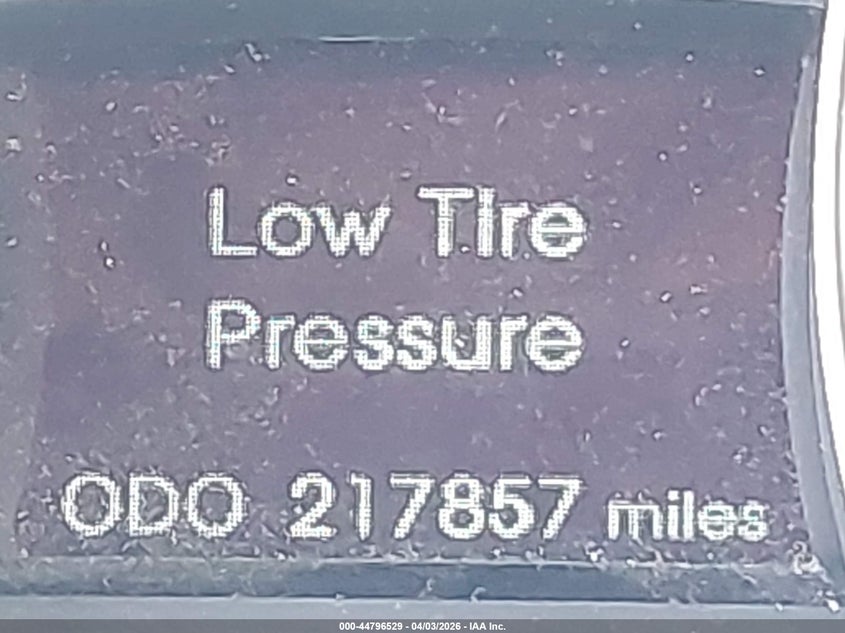 Low Tire
Pressure
ODO 217857 miles
000-44796529 - 04/03/2026 - IAA Inc.